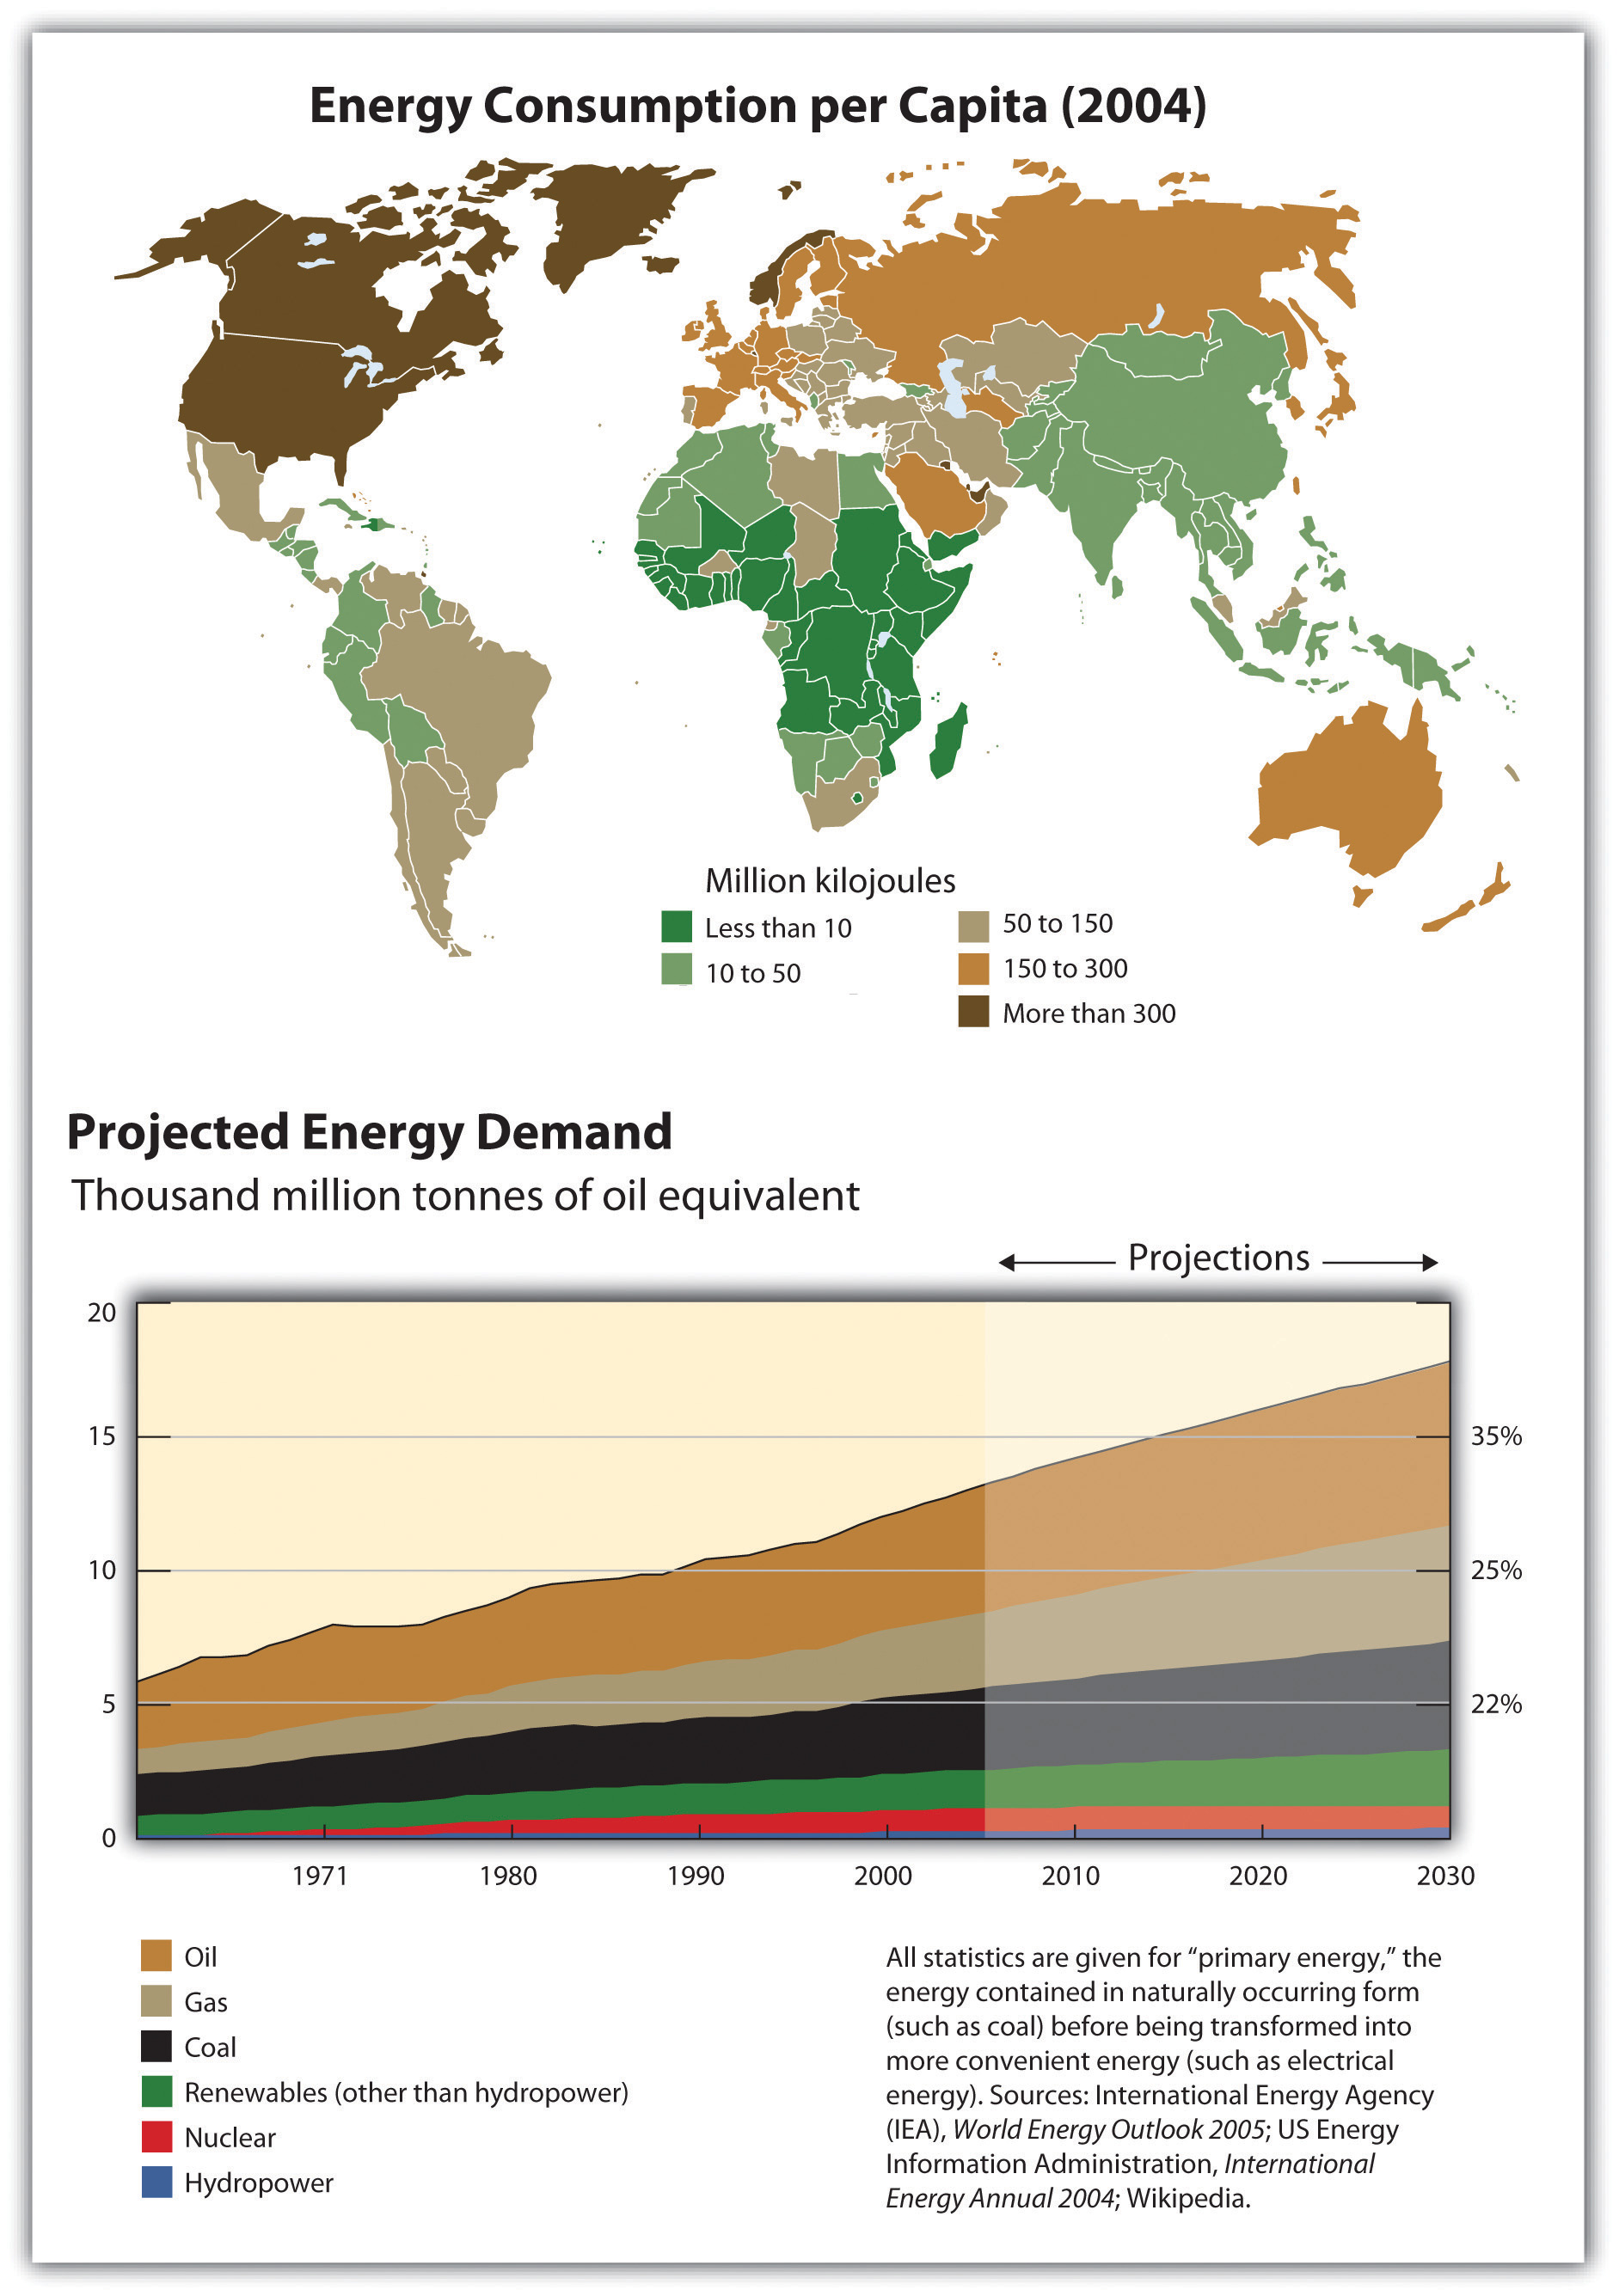 Energy Consumption per Capita (2004)
Million kilojoules
Less than 10
10 to 50
50 to 150
150 to 300
More than 300
Projected Energy Demand
Thousand million tonnes of oil equivalent
Projections
20
15
10
5
0
35%
25%
22%
1971
1980
1990
2000
2010
2020
2030
Oil
Gas
Coal
Renewables (other than hydropower)
Nuclear
Hydropower
All statistics are given for “primary energy,” the
energy contained in naturally occurring form
(such as coal) before being transformed into
more convenient energy (such as electrical
energy). Sources: International Energy Agency
(IEA), World Energy Outlook 2005; US Energy
Information Administration, International
Energy Annual 2004; Wikipedia.